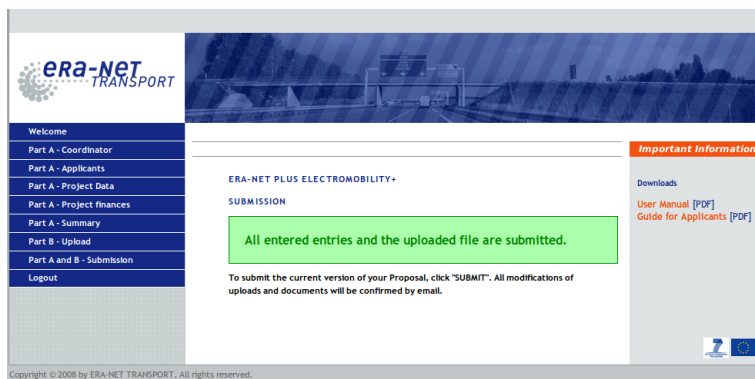 eRa-NeT
TRANSPORT
Welcome
Part A - Coordinator
Part A - Applicants
Part A - Project Data
Part A - Project finances
Part A - Summary
Part B - Upload
Part A and B - Submission
Logout
ERA-NET PLUS ELECTROMOBILITY+
SUBMISSION
All entered entries and the uploaded file are submitted.
To submit the current version of your Proposal, click "SUBMIT". All modifications of
uploads and documents will be confirmed by email.
Important Information
Downloads
User Manual [PDF]
Guide for Applicants [PDF]
Copyright © 2008 by ERA-NET TRANSPORT, All rights reserved.